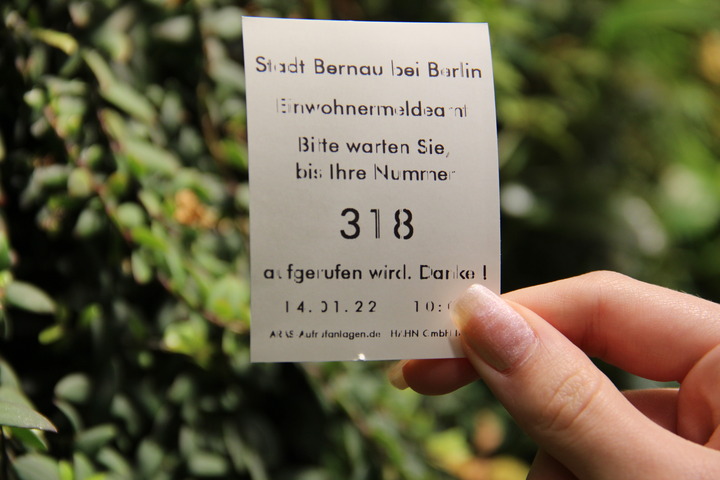 Stadt Bernau bei Berlin
Einwohnermeldeamt
Bitte warten Sie,
bis Ihre Nummer
318
aufgerufen wird. Danke !
14.01.22 10:
Aufrufanlagen.de HAHN GmbH